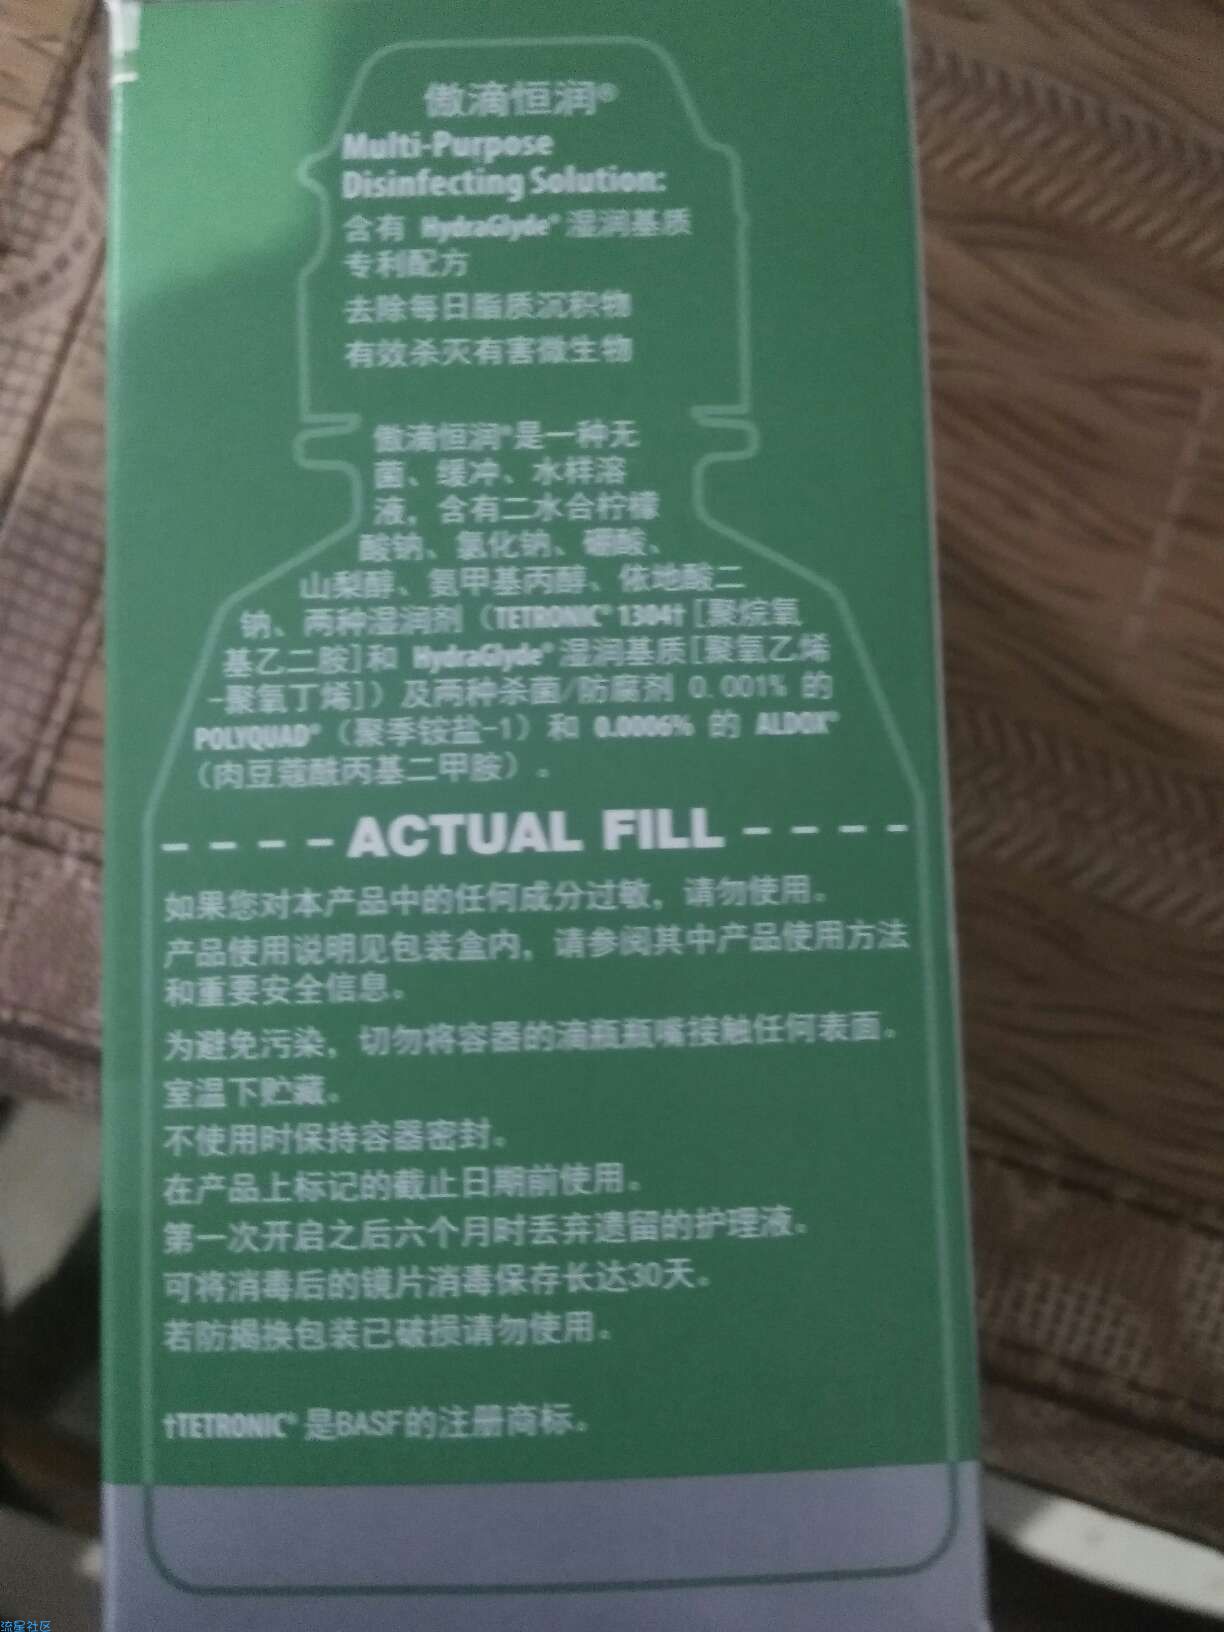 傲滴恒润®
Multi-Purpose
Disinfecting Solution:
含有 HydraGlyde® 湿润基质
专利配方
去除每日脂质沉积物
有效杀灭有害微生物
傲滴恒润®是一种无
菌、缓冲、水样溶
液，含有二水合柠檬
酸钠、氯化钠、硼酸、
山梨醇、氨甲基丙醇、依地酸二
钠、两种湿润剂（TETRONIC® 1304†[聚烷氧
基乙二胺]和 HydraGlyde® 湿润基质[聚氧乙烯
-聚氧丁烯]）及两种杀菌/防腐剂 0.001% 的
POLYQUAD®（聚季铵盐-1）和 0.0006% 的 ALDOX®
（肉豆蔻酰丙基二甲胺）。
ACTUAL FILL
如果您对本产品中的任何成分过敏，请勿使用。
产品使用说明见包装盒内，请参阅其中产品使用方法
和重要安全信息。
为避免污染，切勿将容器的滴瓶瓶嘴接触任何表面。
室温下贮藏。
不使用时保持容器密封。
在产品上标记的截止日期前使用。
第一次开启之后六个月时丢弃遗留的护理液。
可将消毒后的镜片消毒保存长达30天。
若防揭换包装已破损请勿使用。
†TETRONIC® 是BASF的注册商标。
流星社区